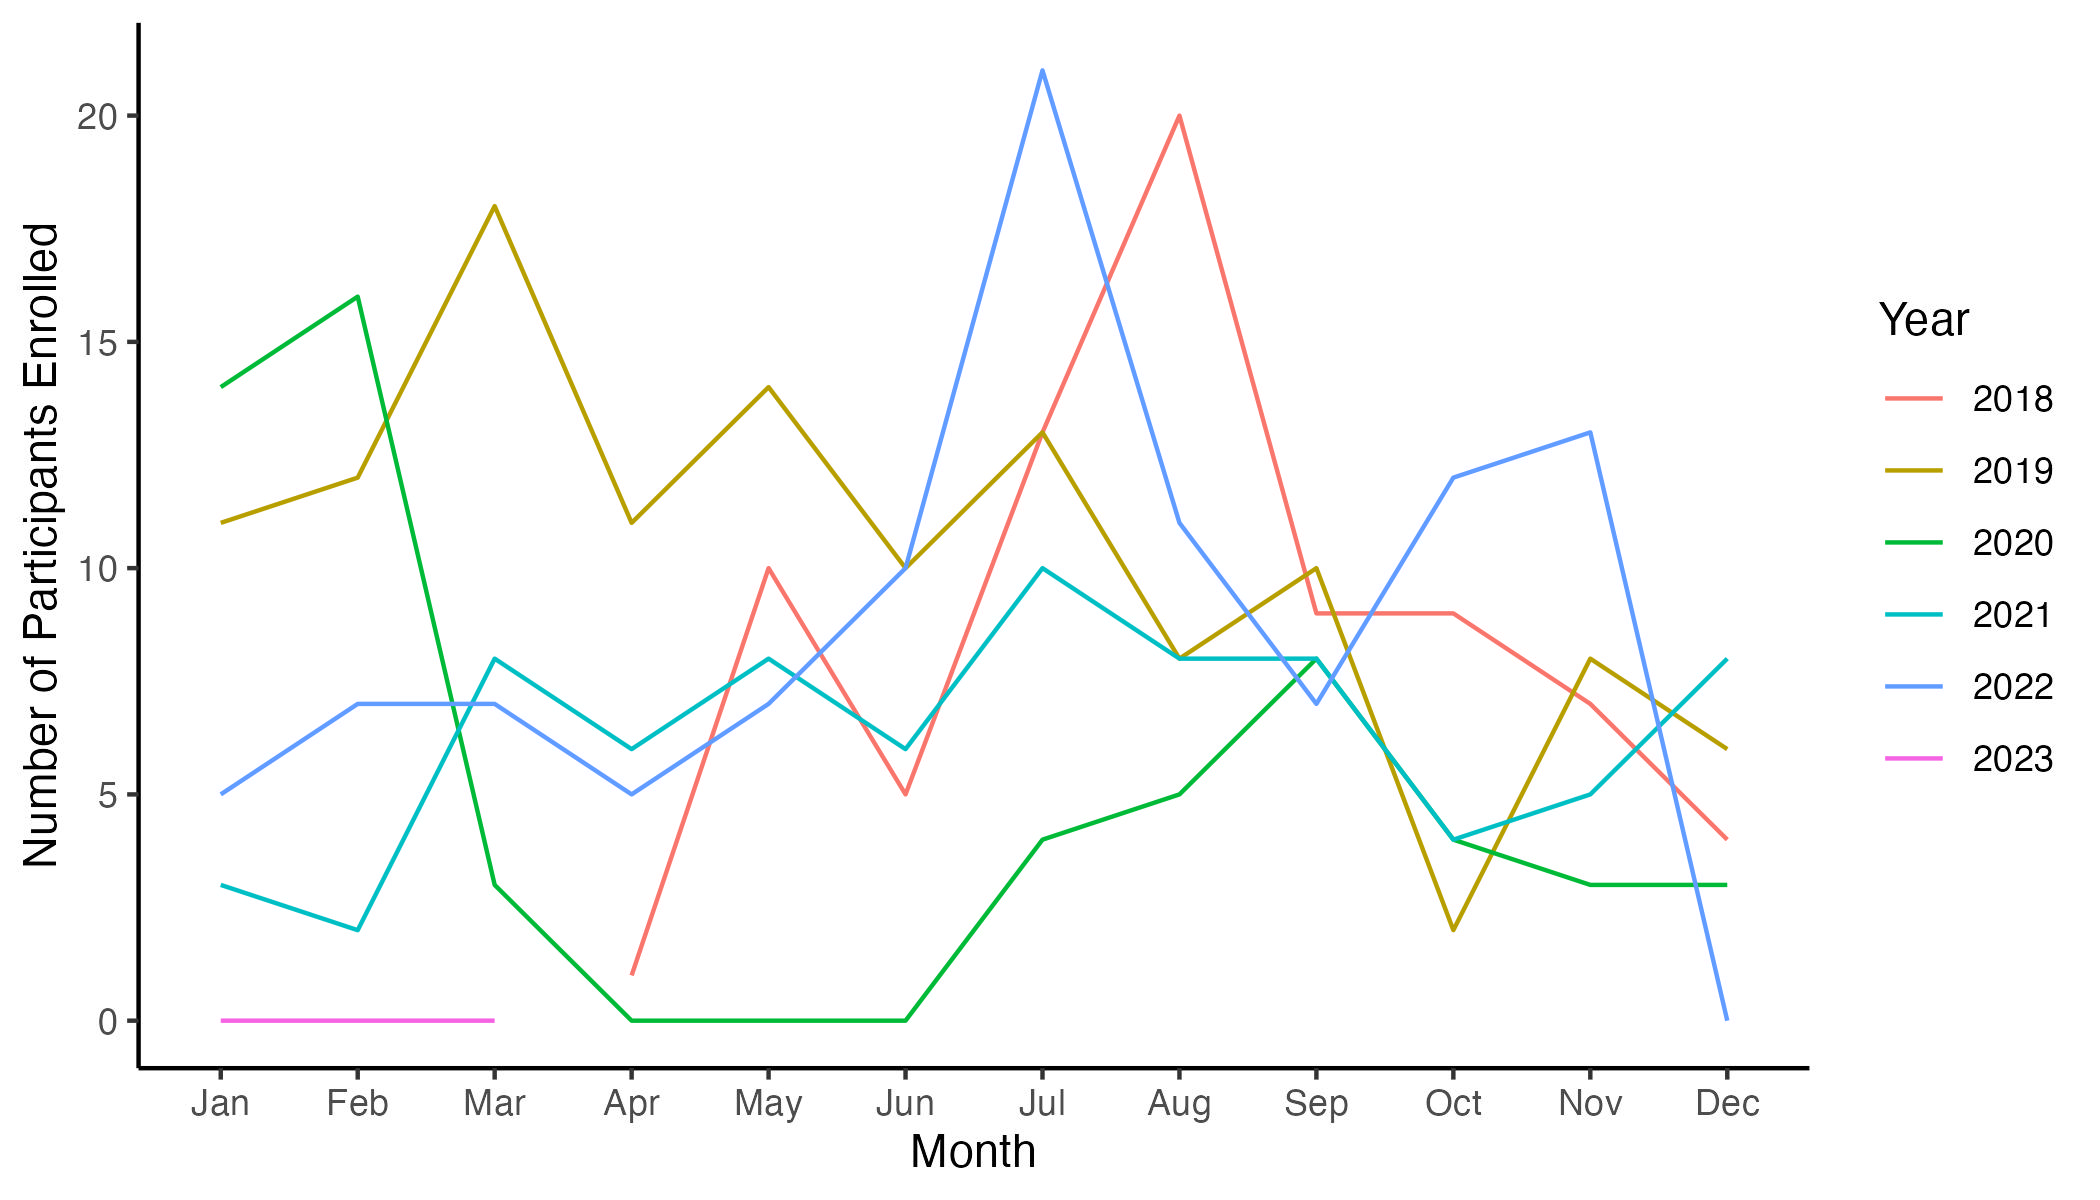 Number of Participants Enrolled
20
15
10
5
0
Jan Feb Mar Apr May Jun Jul Aug Sep Oct Nov Dec
Month
Year
2018
2019
2020
2021
2022
2023